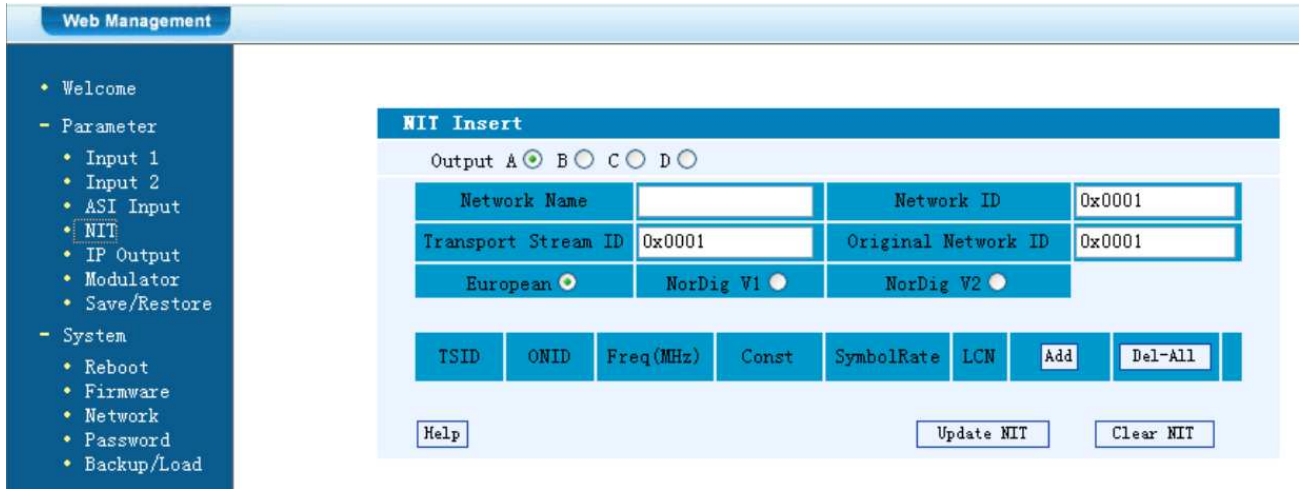 Web Management
Welcome
Parameter
Input 1
Input 2
ASI Input
NIT
IP Output
Modulator
Save/Restore
System
Reboot
Firmware
Network
Password
Backup/Load
NIT Insert
Output A B C D
Network Name Network ID 0x0001
Transport Stream ID 0x0001 Original Network ID 0x0001
European NorDig V1 NorDig V2
TSID ONID Freq(MHz) Const SymbolRate LCN Add Del-All
Help Update NIT Clear NIT